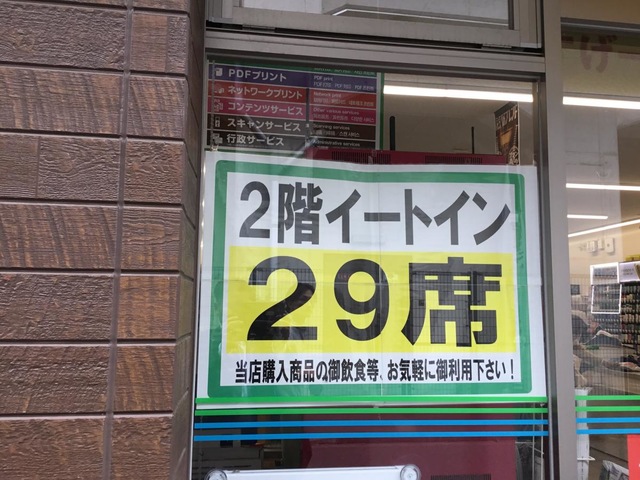 PDFプリント
ネットワークプリント
コンテンツサービス
スキャンサービス
行政サービス
2階イートイン
29席
当店購入商品の御飲食等、お気軽に御利用下さい!